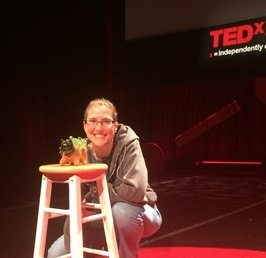 TEDx
x = independently o